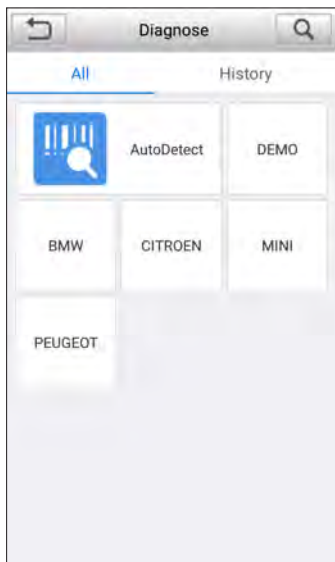 Diagnose
All History
AutoDetect DEMO
BMW CITROEN MINI
PEUGEOT